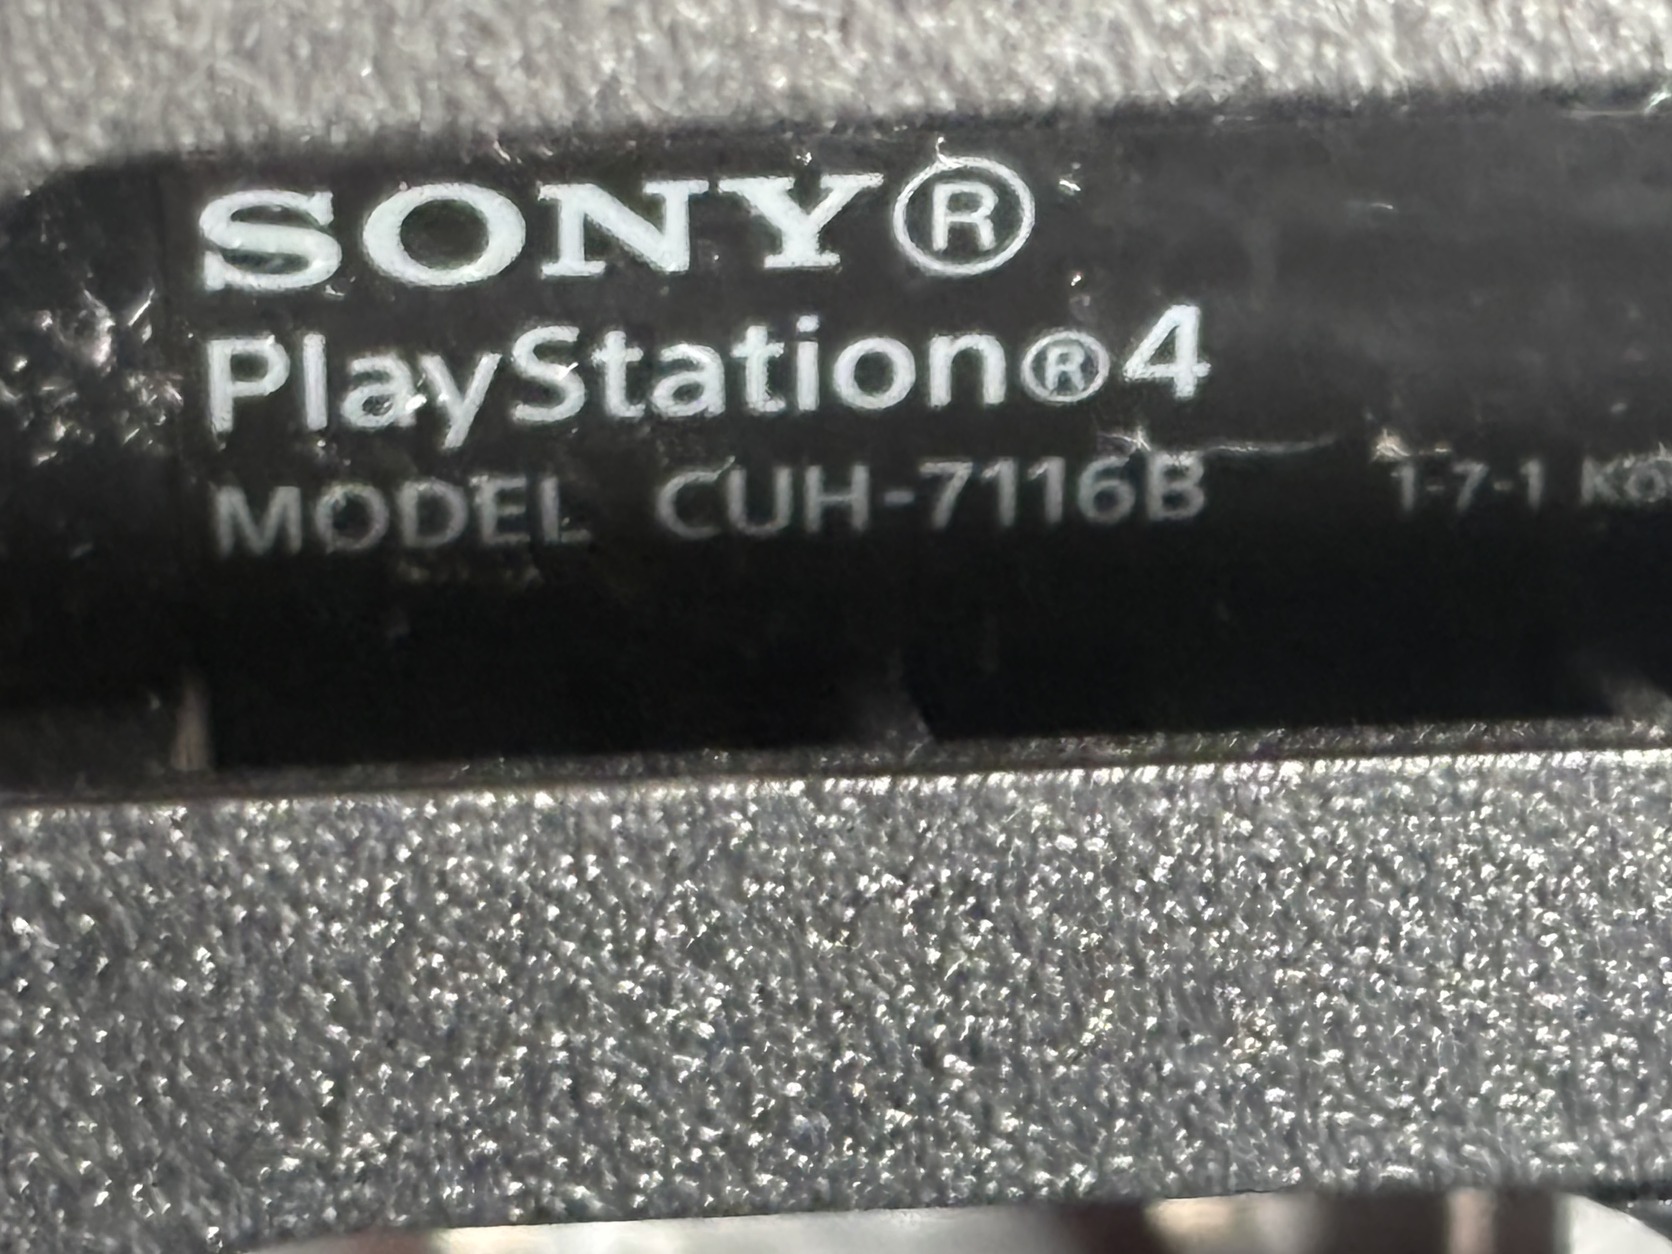 SONY®
PlayStation®4
MODEL CUH-7116B 1-7-1